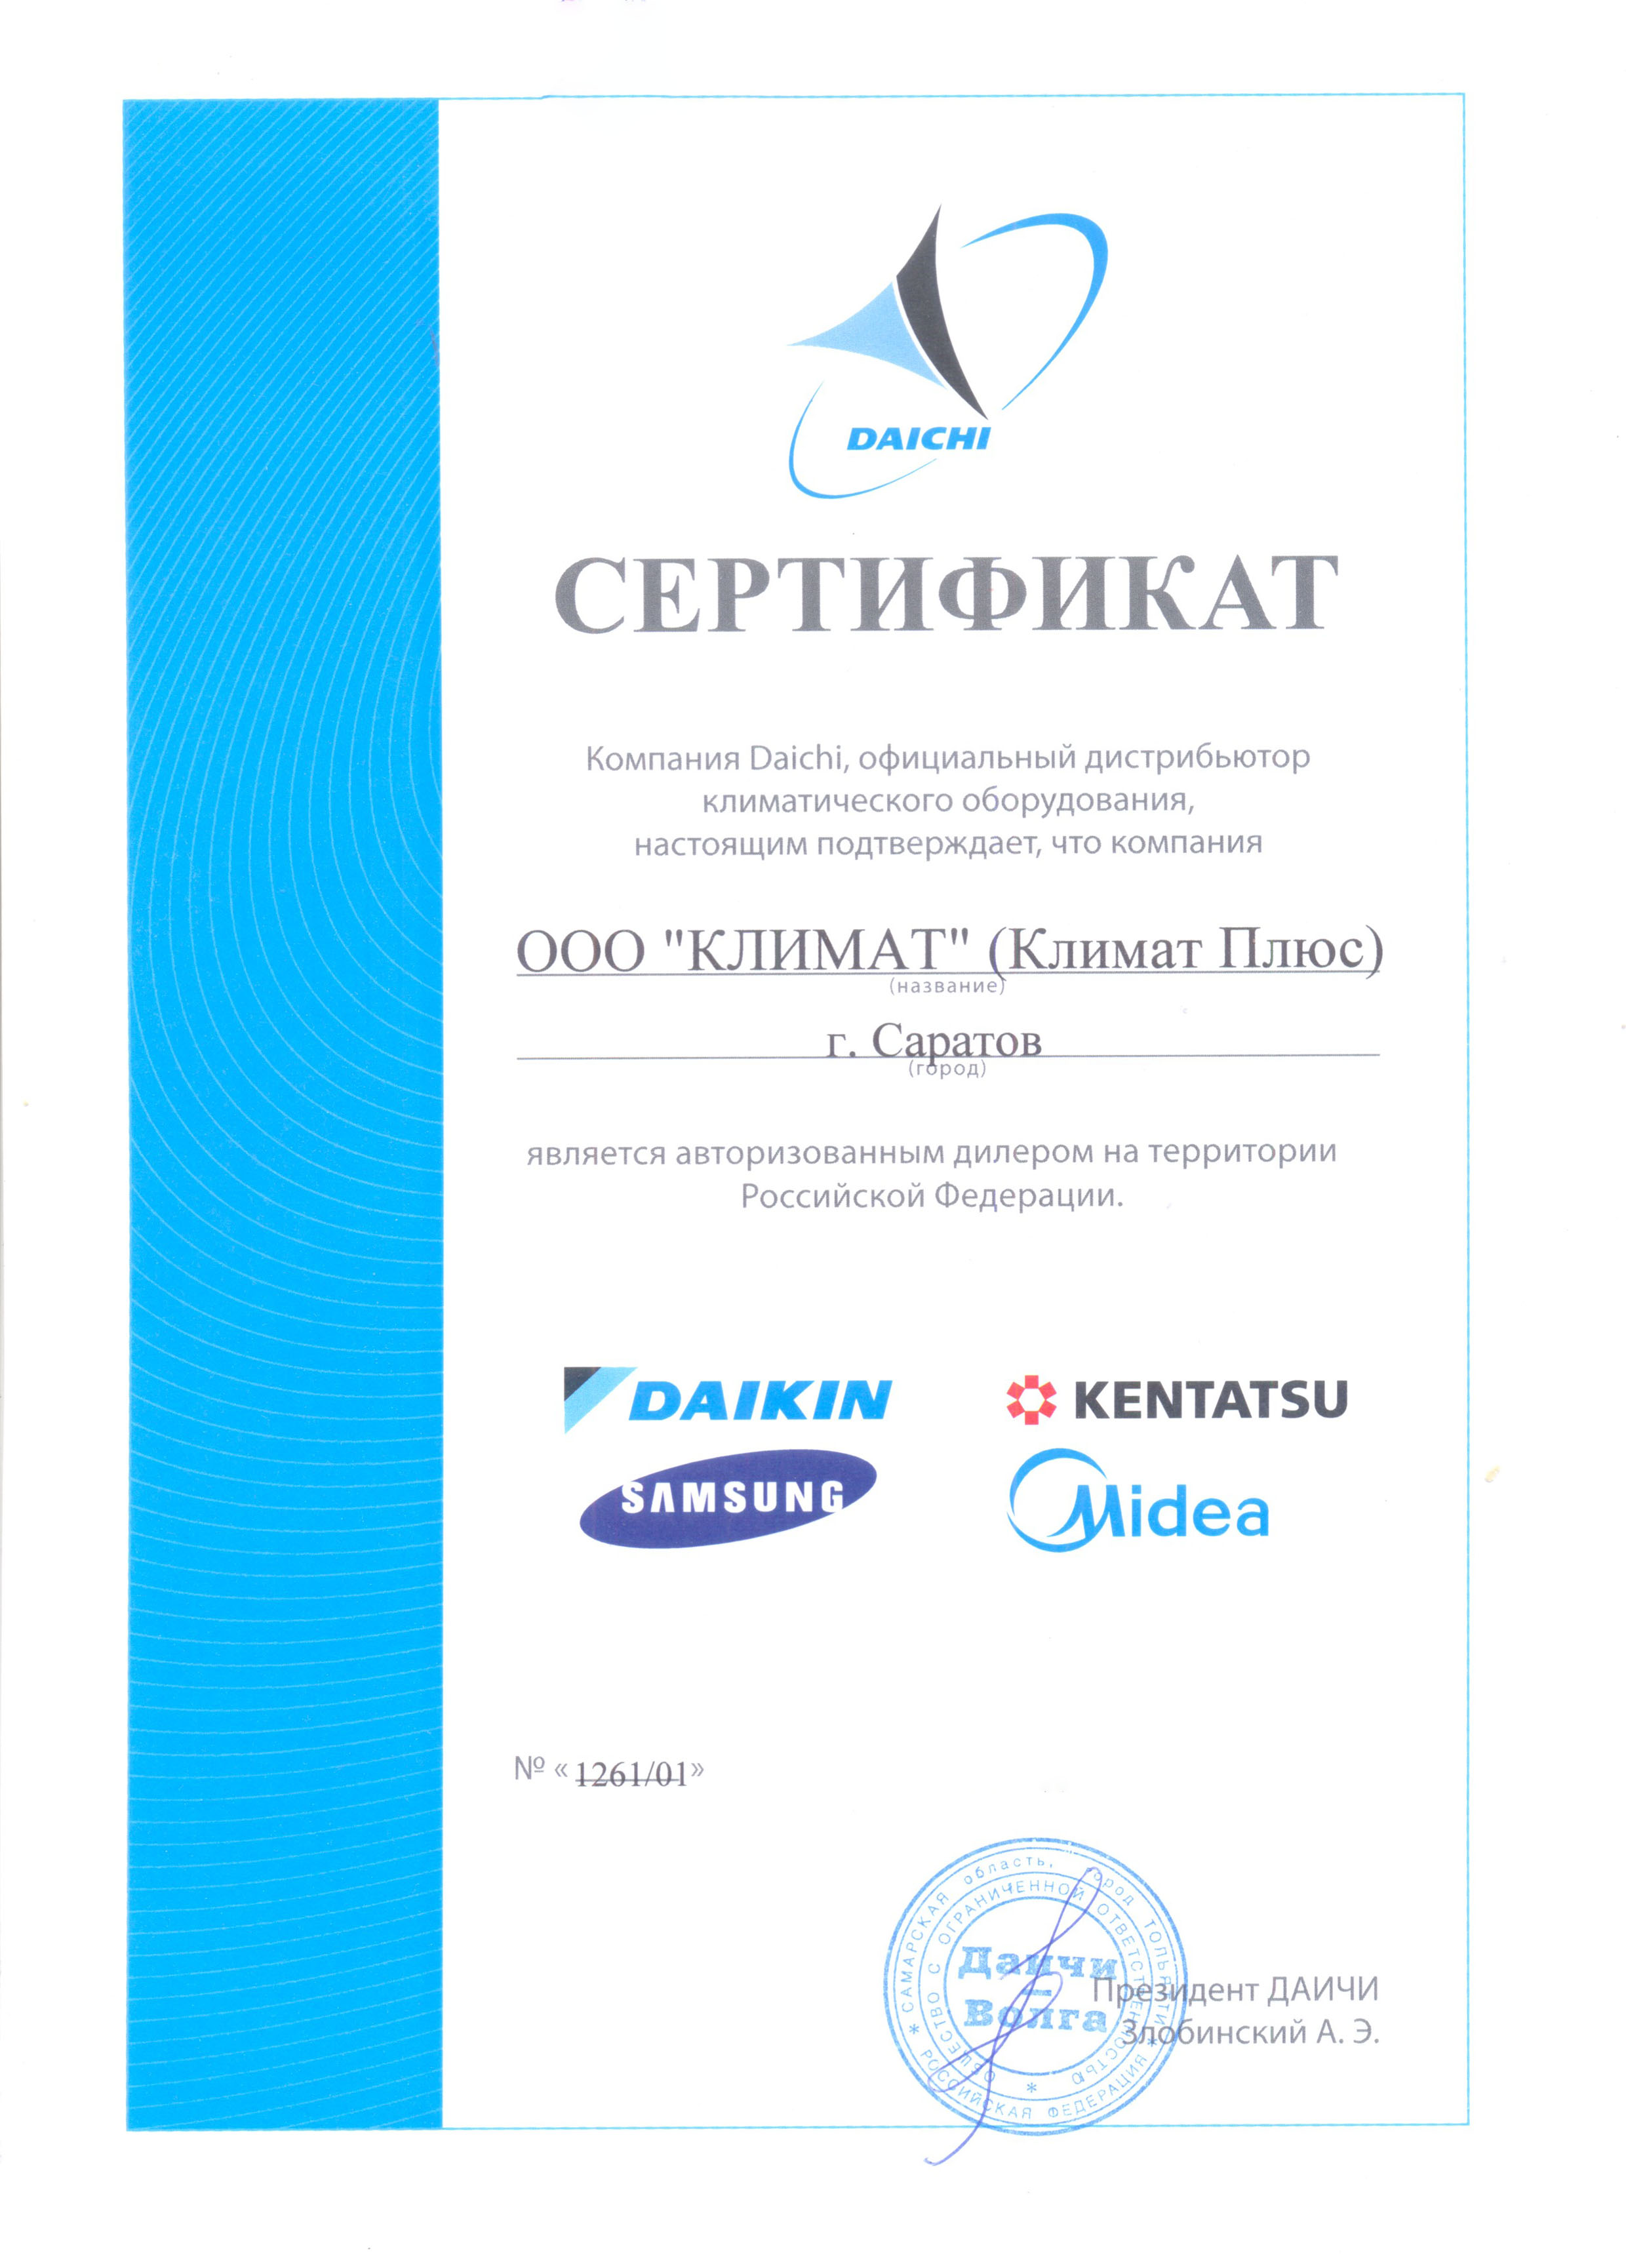 DAICHI
СЕРТИФИКАТ
Компания Daichi, официальный дистрибьютор
климатического оборудования,
настоящим подтверждает, что компания
ООО "КЛИМАТ" (Климат Плюс)
(название)
г. Саратов
(город)
является авторизованным дилером на территории
Российской Федерации.
DAIKIN
KENTATSU
SAMSUNG
Midea
№ « 1261/01»
САМАРСКАЯ область, город ТОЛЬЯТТИ * РОССИЙСКАЯ ФЕДЕРАЦИЯ *
ОБЩЕСТВО С ОГРАНИЧЕННОЙ ОТВЕТСТВЕННОСТЬЮ *
Даичи –
Волга
Президент ДАИЧИ
Злобинский А. Э.